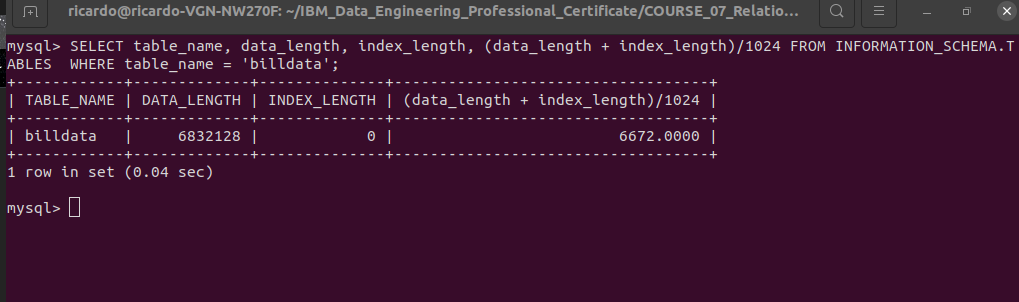 ricardo@ricardo-VGN-NW270F: ~/IBM_Data_Engineering_Professional_Certificate/COURSE_07_Relatio...
mysql> SELECT table_name, data_length, index_length, (data_length + index_length)/1024 FROM INFORMATION_SCHEMA.T
ABLES  WHERE table_name = 'billdata';
+------------+-------------+--------------+-----------------------------------+
| TABLE_NAME | DATA_LENGTH | INDEX_LENGTH | (data_length + index_length)/1024 |
+------------+-------------+--------------+-----------------------------------+
| billdata   |     6832128 |            0 |                         6672.0000 |
+------------+-------------+--------------+-----------------------------------+
1 row in set (0.04 sec)
mysql>